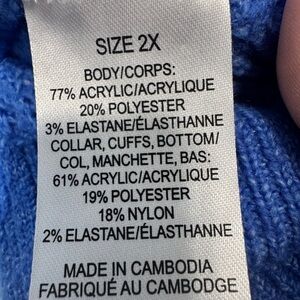 SIZE 2X
BODY/CORPS:
77% ACRYLIC/ACRYLIQUE
20% POLYESTER
3% ELASTANE/ÉLASTHANNE
COLLAR, CUFFS, BOTTOM/
COL, MANCHETTE, BAS:
61% ACRYLIC/ACRYLIQUE
19% POLYESTER
18% NYLON
2% ELASTANE/ÉLASTHANNE
MADE IN CAMBODIA
FABRIQUÉ AU CAMBODGE